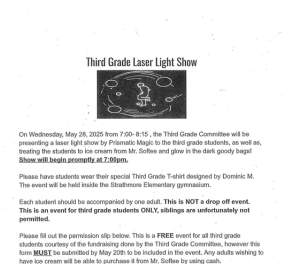 Third Grade Laser Light Show
On Wednesday, May 28, 2025 from 7:00- 8:15 , the Third Grade Committee will be
presenting a laser light show by Prismatic Magic to the third grade students, as well as,
treating the students to ice cream from Mr. Softee and glow in the dark goody bags!
Show will begin promptly at 7:00pm.
Please have students wear their special Third Grade T-shirt designed by Dominic M.
The event will be held inside the Strathmore Elementary gymnasium.
Each student should be accompanied by one adult. This is NOT a drop off event.
This is an event for third grade students ONLY, siblings are unfortunately not
permitted.
Please fill out the permission slip below, This is a FREE event for all third grade
students courtesy of the fundraising done by the Third Grade Committee, however this
form MUST be submitted by May 20th to be included in the event. Any adults wishing to
have ice cream will be able to purchase it from Mr. Softee by using cash.